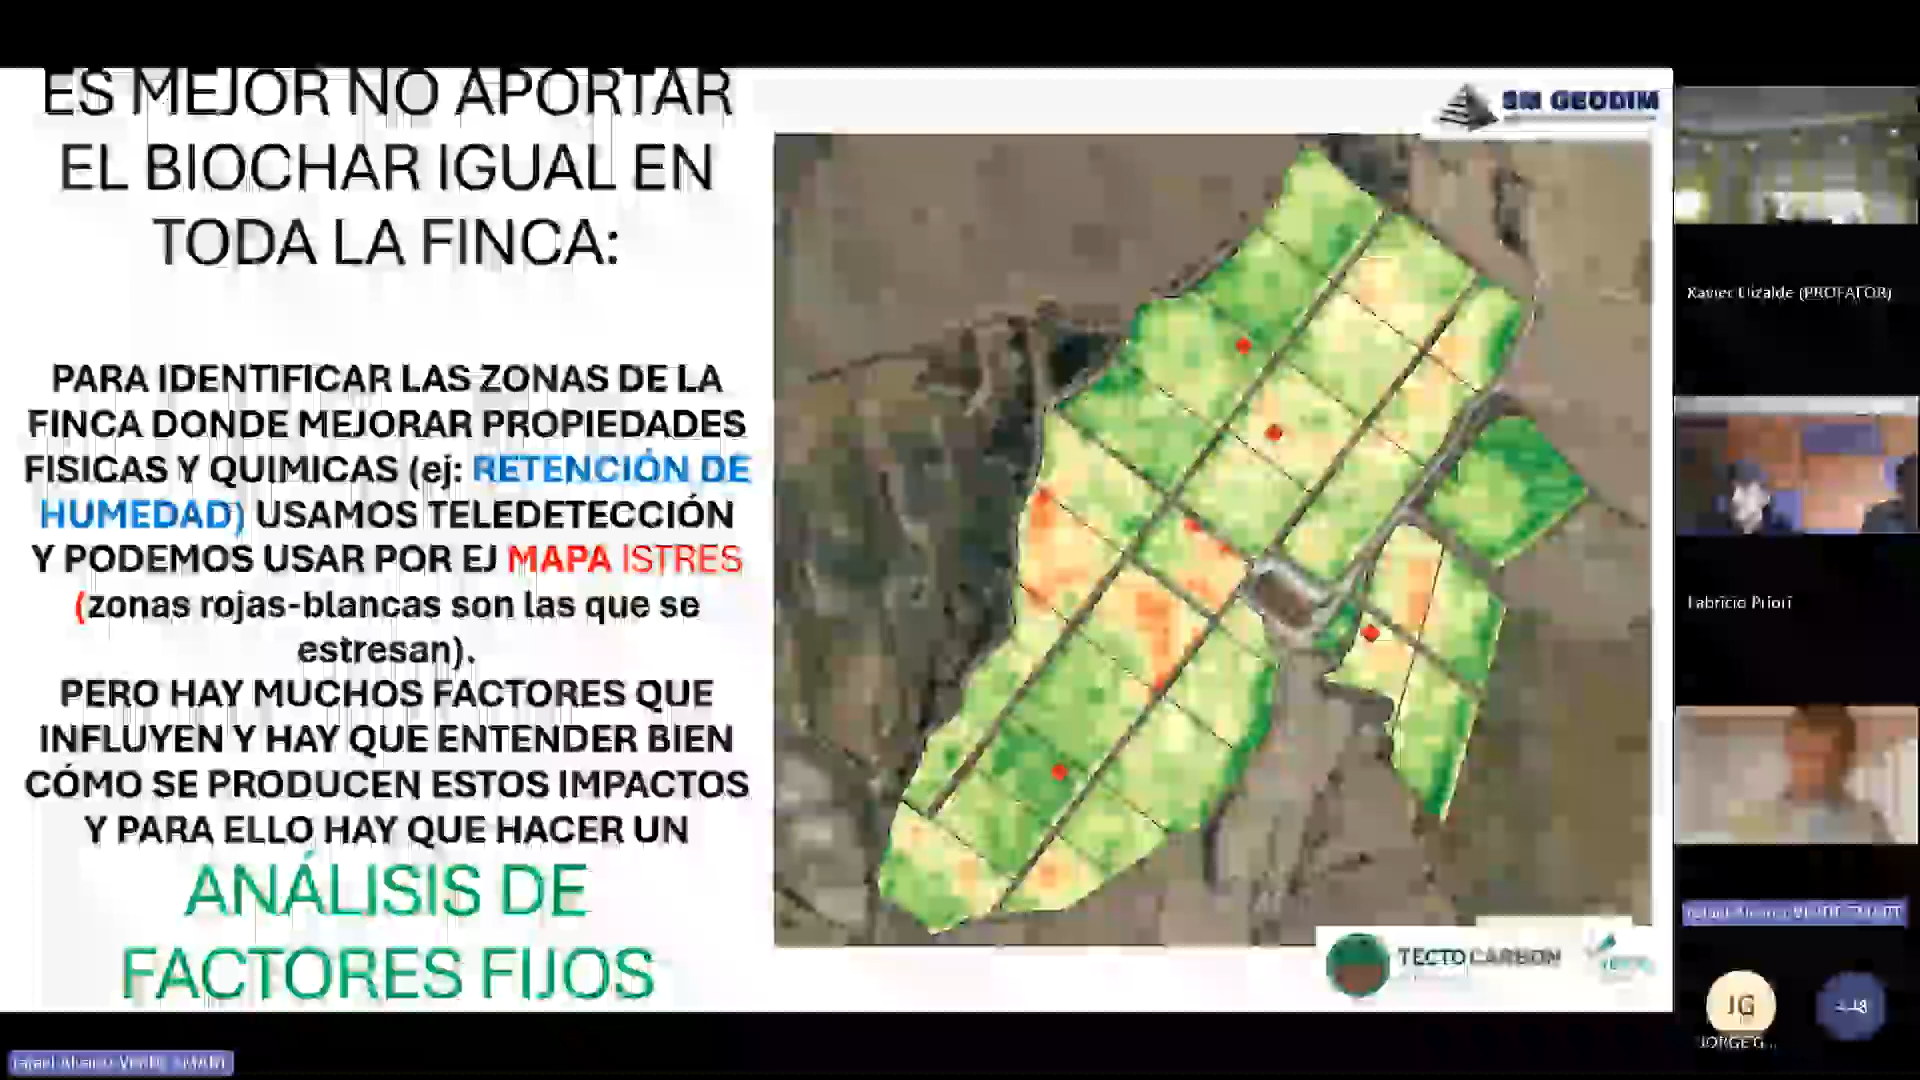 ES MEJOR NO APORTAR
EL BIOCHAR IGUAL EN
TODA LA FINCA:
PARA IDENTIFICAR LAS ZONAS DE LA
FINCA DONDE MEJORAR PROPIEDADES
FISICAS Y QUIMICAS (ej: RETENCIÓN DE
HUMEDAD) USAMOS TELEDETECCIÓN
Y PODEMOS USAR POR EJ MAPA ISTRES
(zonas rojas-blancas son las que se
estresan).
PERO HAY MUCHOS FACTORES QUE
INFLUYEN Y HAY QUE ENTENDER BIEN
CÓMO SE PRODUCEN ESTOS IMPACTOS
Y PARA ELLO HAY QUE HACER UN
ANÁLISIS DE
FACTORES FIJOS
SM GEODIM
TECTOCARBON
Xavier Elizalde (PROFATOR)
Fabricio Priori
JG
JORGE G...